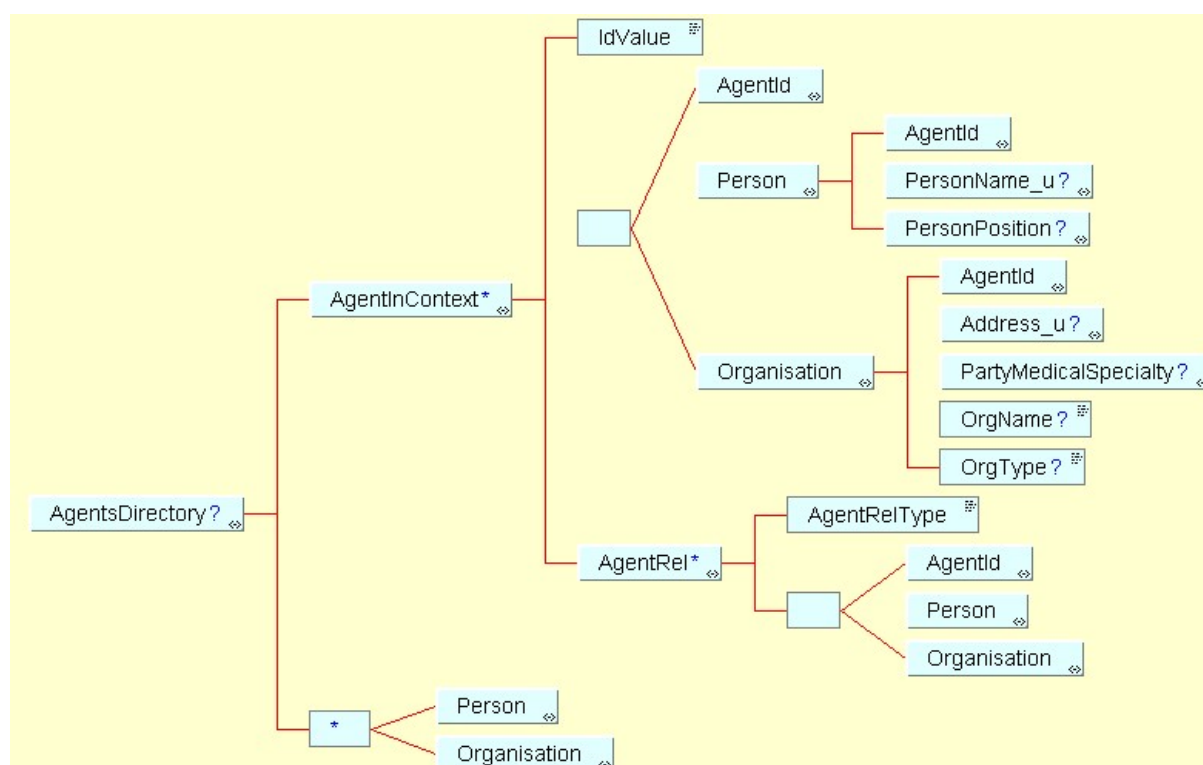 IdValue
AgentId
AgentId
Person
PersonName_u?
PersonPosition?
AgentId
AgentInContext*
Address_u?
Organisation
PartyMedicalSpecialty?
OrgName?
OrgType?
AgentsDirectory?
AgentRelType
AgentRel*
AgentId
Person
Organisation
Person
*
Organisation